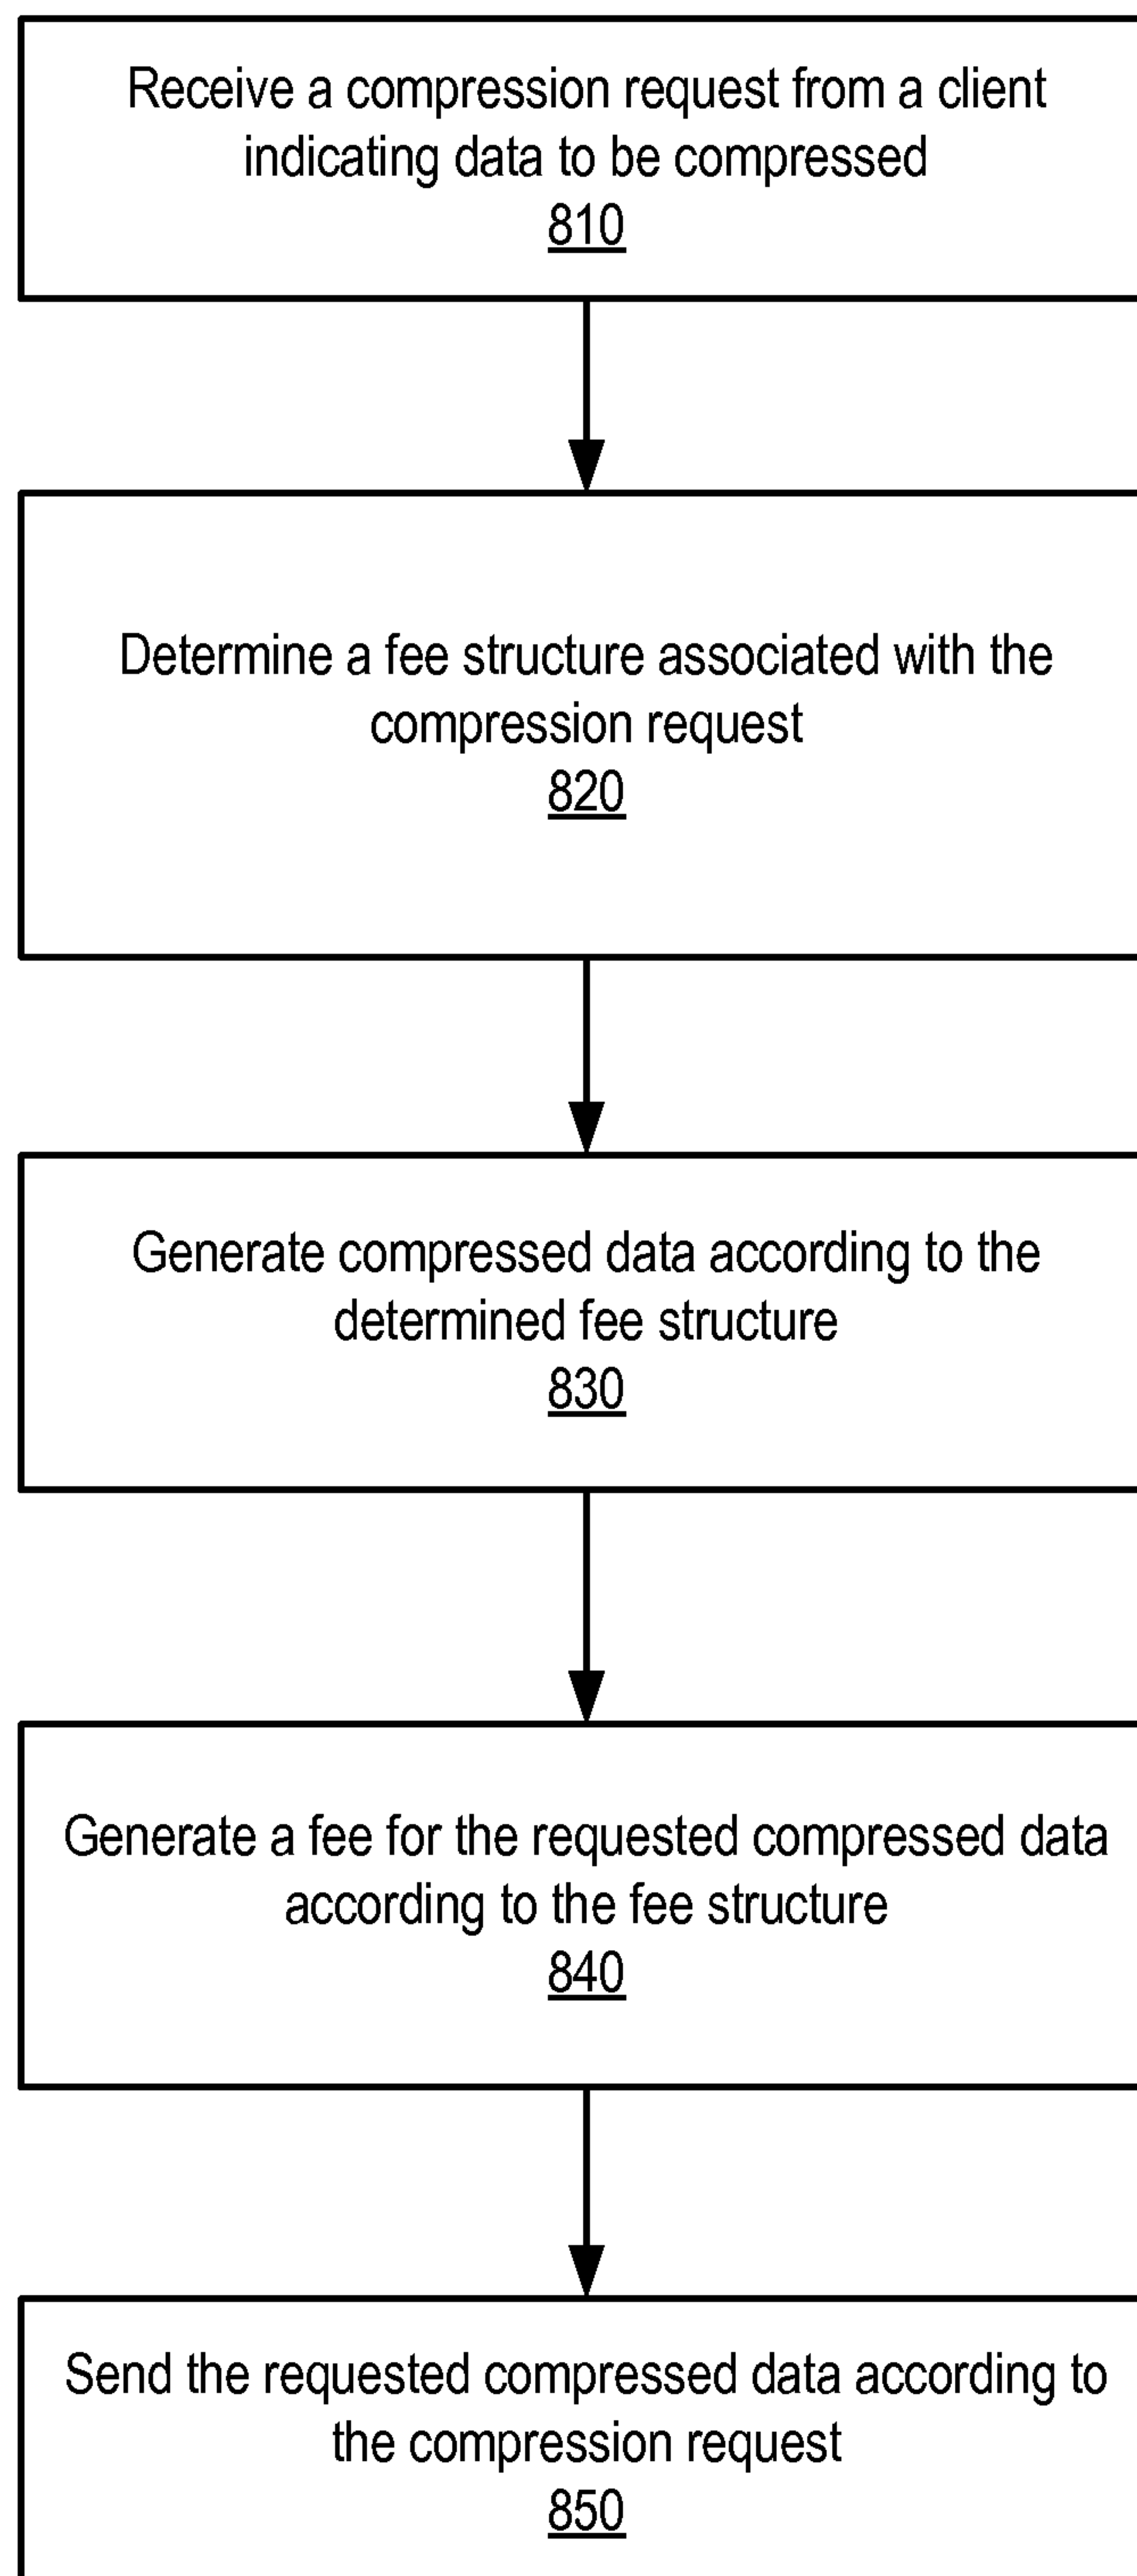 Receive a compression request from a client
indicating data to be compressed
810
Determine a fee structure associated with the
compression request
820
Generate compressed data according to the
determined fee structure
830
Generate a fee for the requested compressed data
according to the fee structure
840
Send the requested compressed data according to
the compression request
850